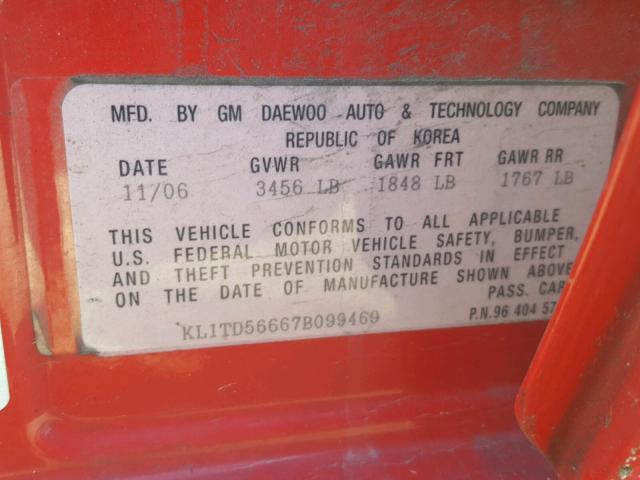 MFD. BY GM DAEWOO AUTO & TECHNOLOGY COMPANY
REPUBLIC OF KOREA
DATE GVWR GAWR FRT GAWR RR
11/06 3456 LB 1848 LB 1767 LB
THIS VEHICLE CONFORMS TO ALL APPLICABLE
U.S. FEDERAL MOTOR VEHICLE SAFETY, BUMPER,
AND THEFT PREVENTION STANDARDS IN EFFECT
ON THE DATE OF MANUFACTURE SHOWN ABOVE
PASS. CAR
KL1TD56667B099469 P.N.96 404